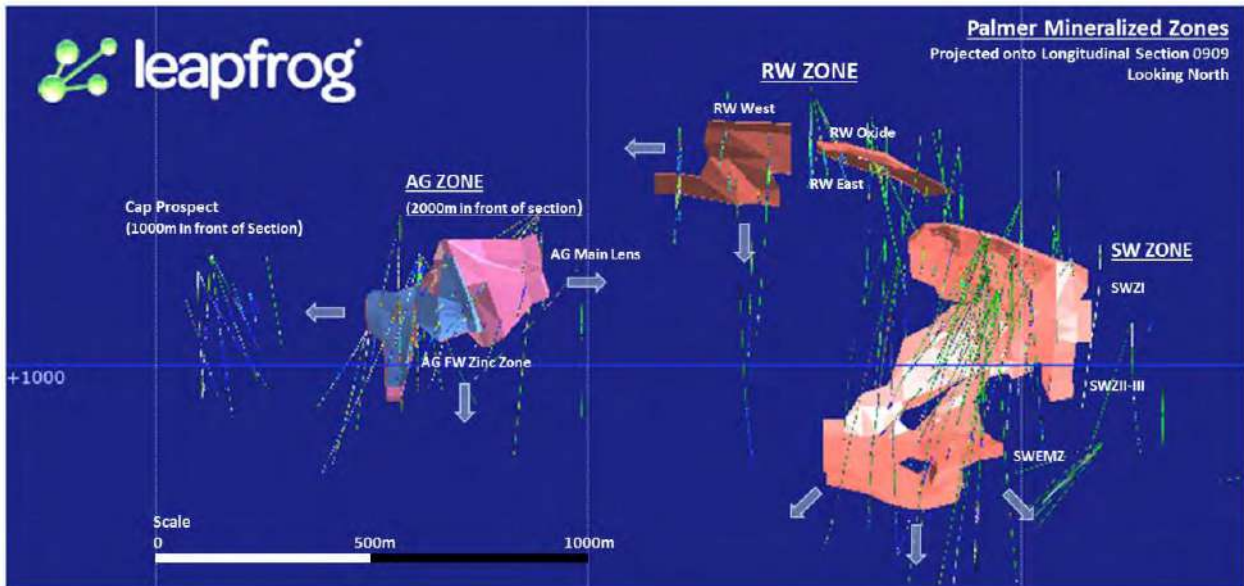 leapfrog
Palmer Mineralized Zones
Projected onto Longitudinal Section 0909
Looking North
RW ZONE
RW West
RW Oxide
RW East
AG ZONE
(2000m in front of section)
Cap Prospect
(1000m in front of Section)
AG Main Lens
SW ZONE
SWZI
AG FW Zinc Zone
+1000
SWZII-III
SWEMZ
Scale
0
500m
1000m